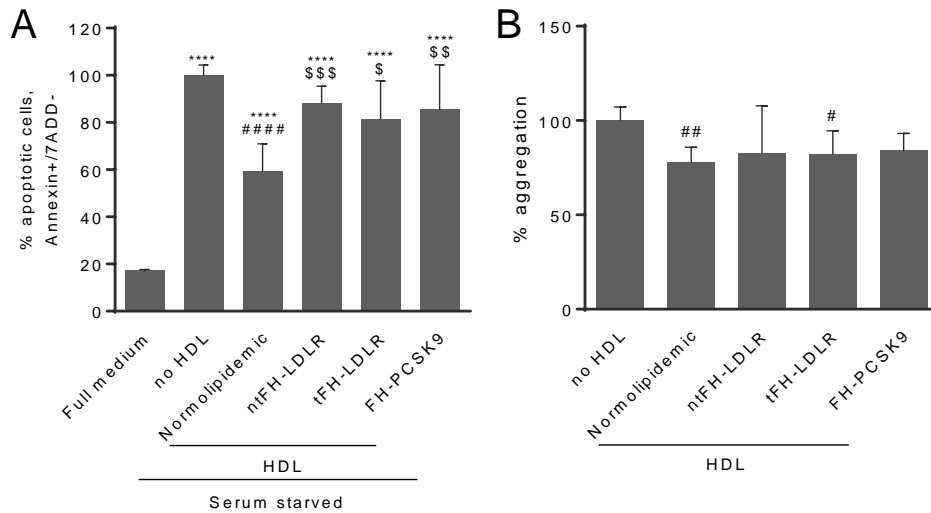 A
% apoptotic cells,
Annexin+/7ADD-
120
100
80
60
40
20
0
****
****
####
****
$$$
****
$
****
$$
Full medium
no HDL
Normolipidemic
ntFH-LDLR
tFH-LDLR
FH-PCSK9
HDL
Serum starved
B
% aggregation
150
100
50
0
##
#
no HDL
Normolipidemic
ntFH-LDLR
tFH-LDLR
FH-PCSK9
HDL